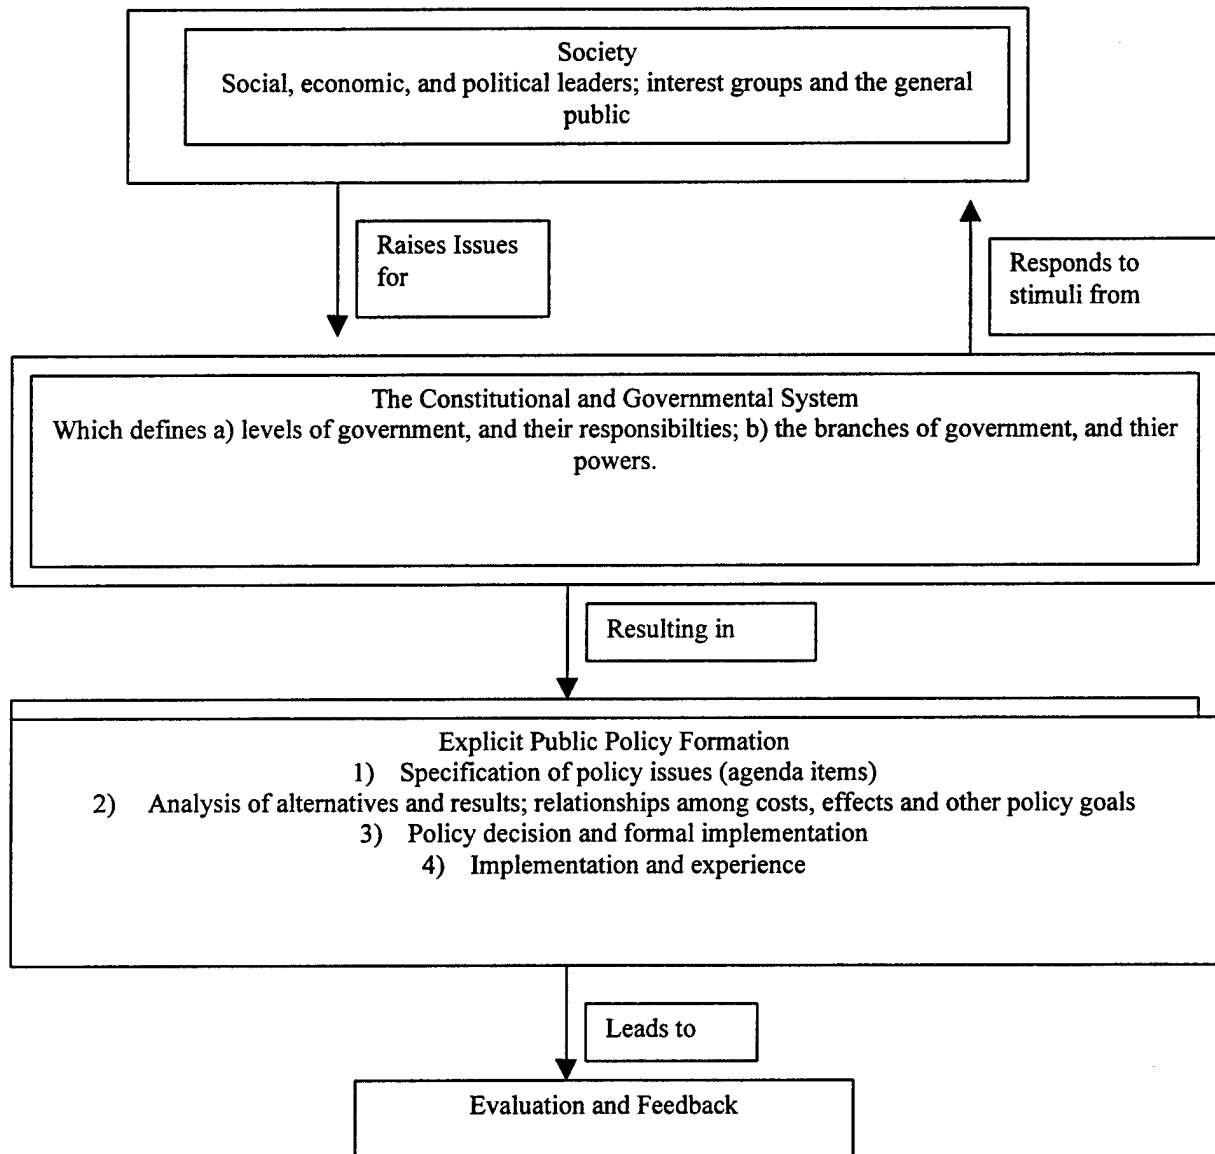 Society
Social, economic, and political leaders; interest groups and the general
public
Raises Issues
for
Responds to
stimuli from
The Constitutional and Governmental System
Which defines a) levels of government, and their responsibilties; b) the branches of government, and thier
powers.
Resulting in
Explicit Public Policy Formation
1) Specification of policy issues (agenda items)
2) Analysis of alternatives and results; relationships among costs, effects and other policy goals
3) Policy decision and formal implementation
4) Implementation and experience
Leads to
Evaluation and Feedback